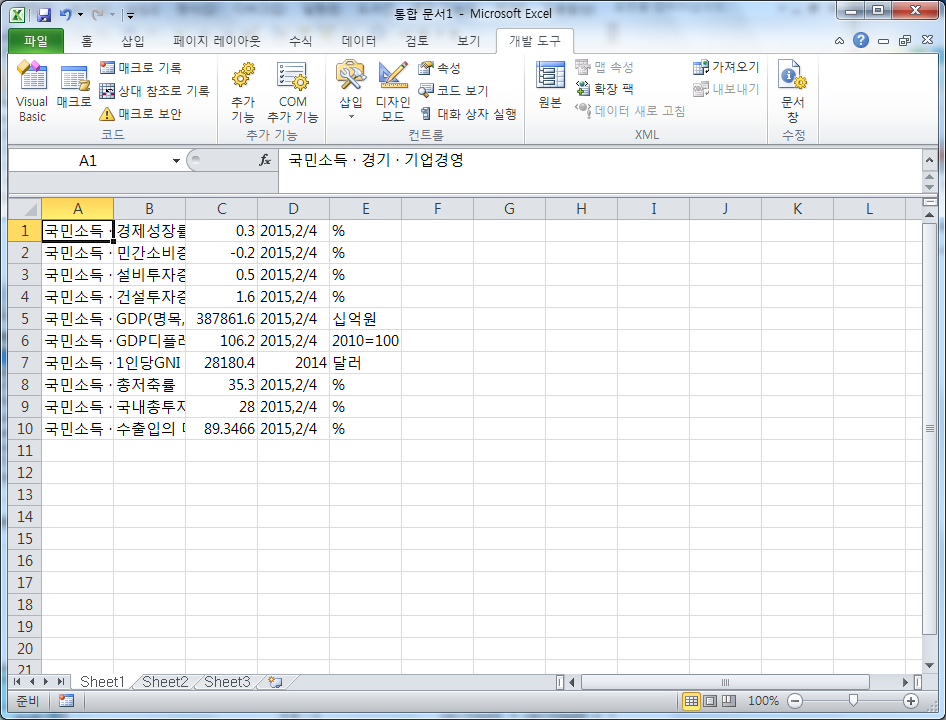 통합 문서1 - Microsoft Excel
파일 홈 삽입 페이지 레이아웃 수식 데이터 검토 보기 개발 도구
Visual Basic 매크로 매크로 기록 상대 참조로 기록 매크로 보안 추가 기능 COM 추가 기능 삽입 디자인 모드 속성 코드 보기 대화 상자 실행 원본 맵 속성 확장 팩 데이터 새로 고침 가져오기 내보내기 문서 창
코드 추가 기능 컨트롤 XML 수정
A1 fx 국민소득 · 경기 · 기업경영
A B C D E F G H I J K L
1 국민소득 · 경제성장률 0.3 2015,2/4 %
2 국민소득 · 민간소비증 -0.2 2015,2/4 %
3 국민소득 · 설비투자증 0.5 2015,2/4 %
4 국민소득 · 건설투자증 1.6 2015,2/4 %
5 국민소득 · GDP(명목, 387861.6 2015,2/4 십억원
6 국민소득 · GDP디플레 106.2 2015,2/4 2010=100
7 국민소득 · 1인당GNI 28180.4 2014 달러
8 국민소득 · 총저축률 35.3 2015,2/4 %
9 국민소득 · 국내총투자 28 2015,2/4 %
10 국민소득 · 수출입의 89.3466 2015,2/4 %
11
12
13
14
15
16
17
18
19
20
21
Sheet1 Sheet2 Sheet3
준비 100%